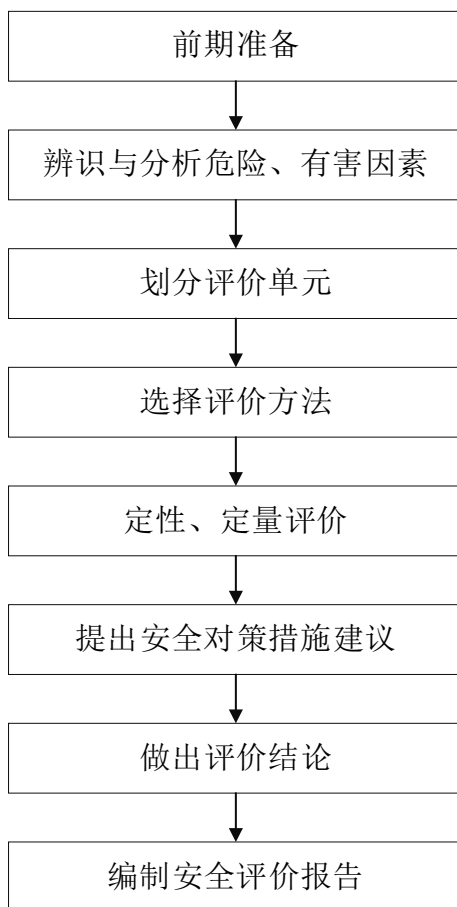 前期准备
辨识与分析危险、有害因素
划分评价单元
选择评价方法
定性、定量评价
提出安全对策措施建议
做出评价结论
编制安全评价报告